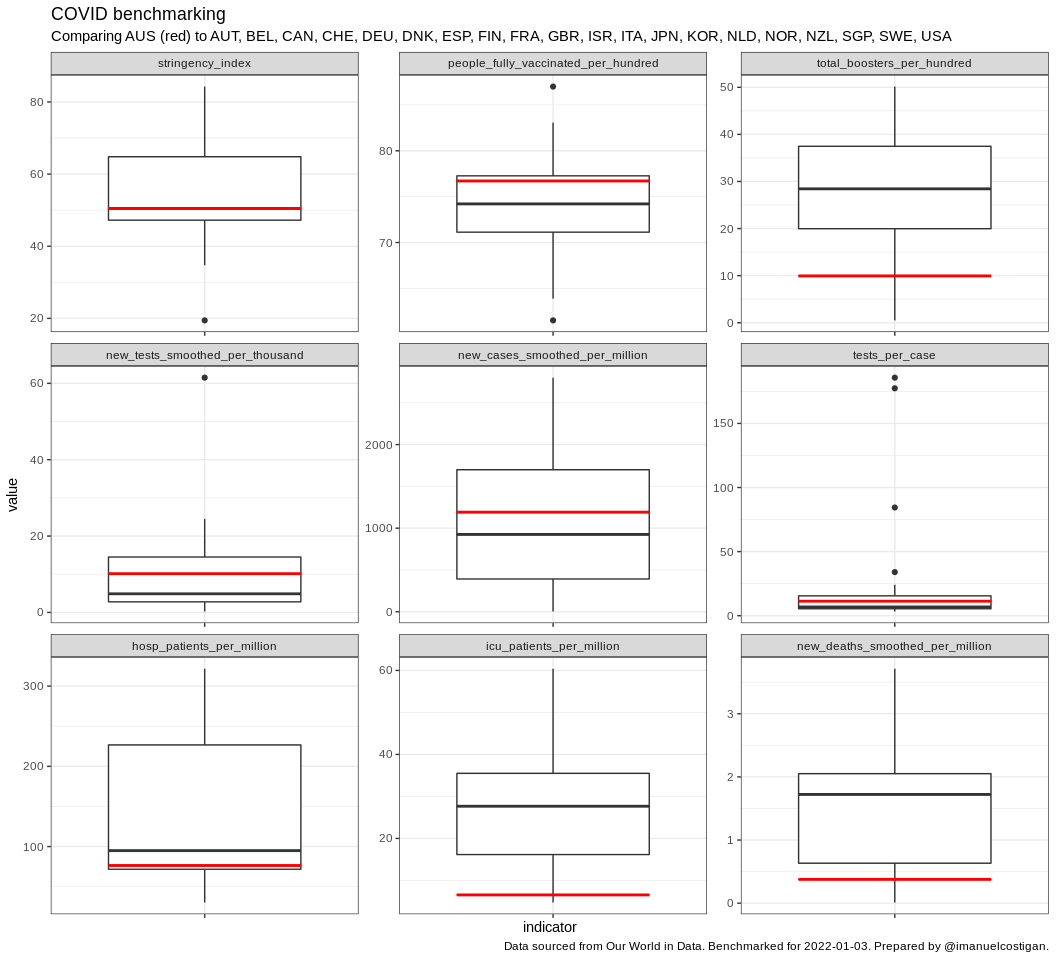 COVID benchmarking
Comparing AUS (red) to AUT, BEL, CAN, CHE, DEU, DNK, ESP, FIN, FRA, GBR, ISR, ITA, JPN, KOR, NLD, NOR, NZL, SGP, SWE, USA
stringency_index
80
60
40
20
people_fully_vaccinated_per_hundred
80
70
total_boosters_per_hundred
50
40
30
20
10
0
new_tests_smoothed_per_thousand
60
40
20
0
new_cases_smoothed_per_million
2000
1000
0
tests_per_case
150
100
50
0
value
hosp_patients_per_million
300
200
100
icu_patients_per_million
60
40
20
new_deaths_smoothed_per_million
3
2
1
0
indicator
Data sourced from Our World in Data. Benchmarked for 2022-01-03. Prepared by @imanuelcostigan.